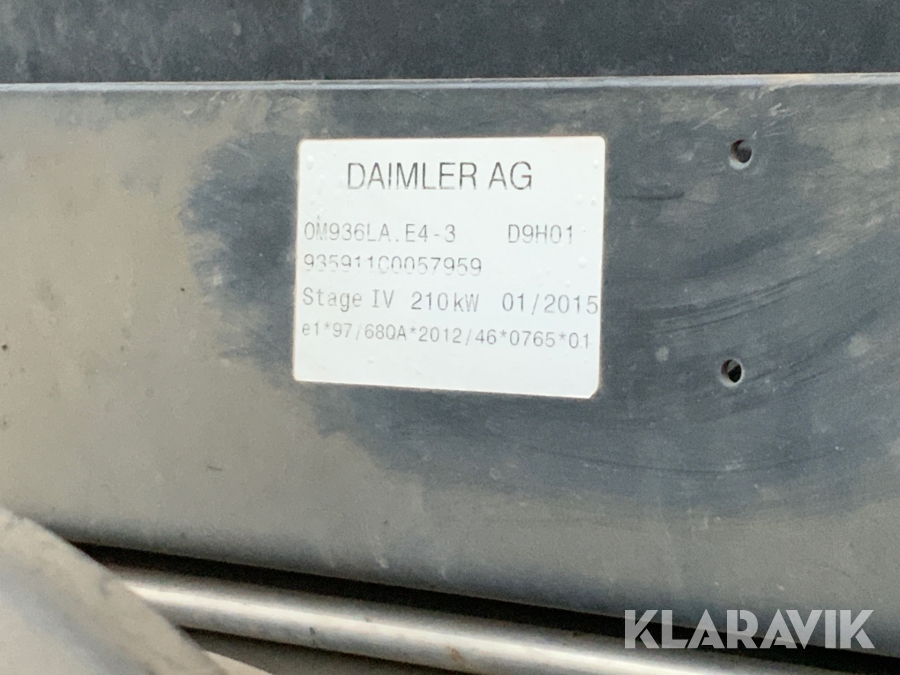 DAIMLER AG
OM936LA.E4-3 D9H01
935911C0057959
Stage IV 210kW 01/2015
e1*97/68QA*2012/46*0765*01
KLARAVIK